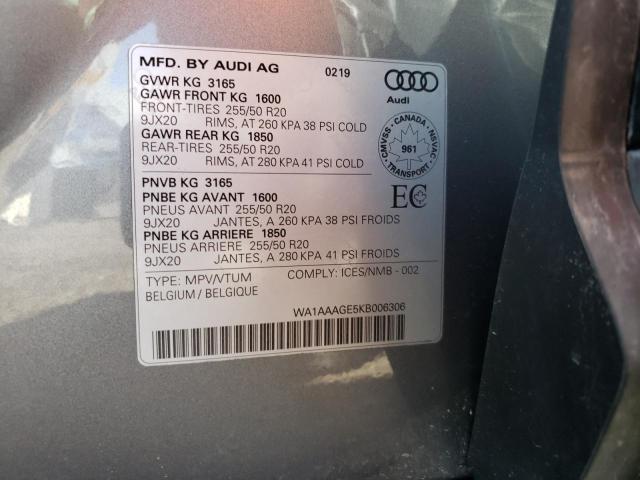 MFD. BY AUDI AG 0219
Audi
GVWR KG 3165
GAWR FRONT KG 1600
FRONT-TIRES 255/50 R20
9JX20 RIMS, AT 260 KPA 38 PSI COLD
GAWR REAR KG 1850
REAR-TIRES 255/50 R20
9JX20 RIMS, AT 280 KPA 41 PSI COLD
CMVSS - CANADA - NSVAC
961
TRANSPORT
PNVB KG 3165
PNBE KG AVANT 1600
PNEUS AVANT 255/50 R20
9JX20 JANTES, A 260 KPA 38 PSI FROIDS
PNBE KG ARRIERE 1850
PNEUS ARRIERE 255/50 R20
9JX20 JANTES, A 280 KPA 41 PSI FROIDS
EC
TYPE: MPV/VTUM COMPLY: ICES/NMB - 002
BELGIUM / BELGIQUE
WA1AAAGE5KB006306